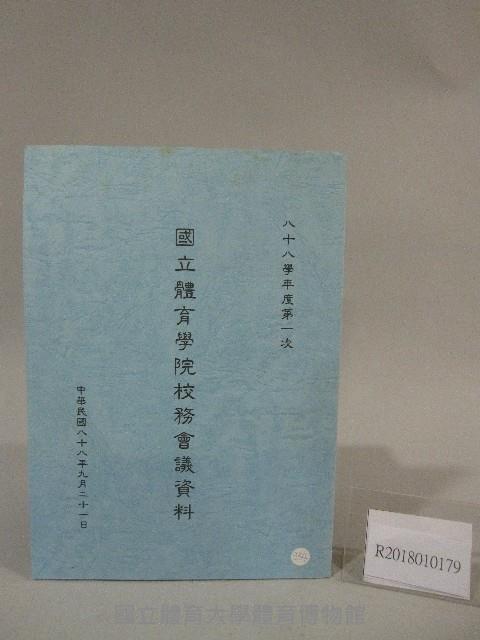 八十八學年度第一次
國立體育學院校務會議資料
中華民國八十八年九月二十一日
R2018010179
國立體育大學體育博物館